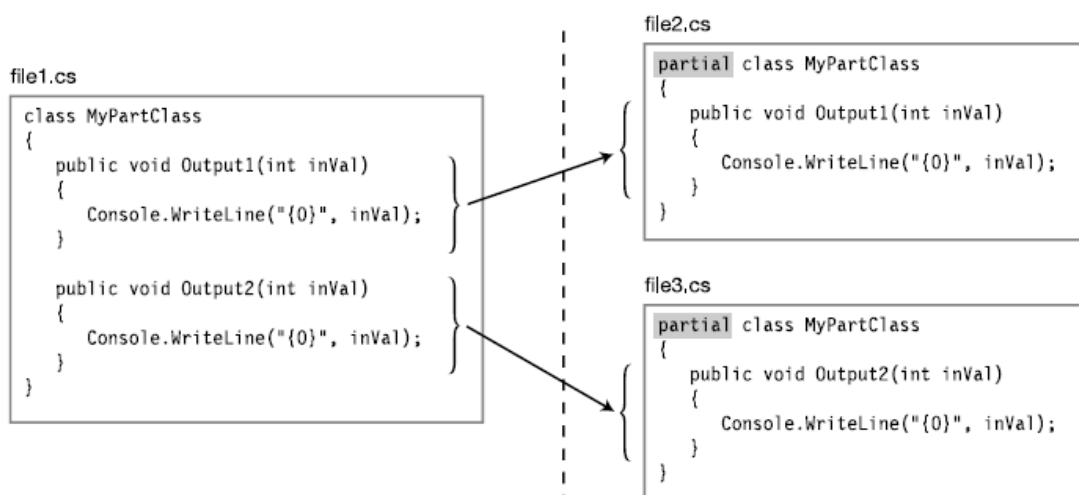 file1.cs
class MyPartClass
{
public void Output1(int inVal)
{
Console.WriteLine("{0}", inVal);
}
public void Output2(int inVal)
{
Console.WriteLine("{0}", inVal);
}
}
file2.cs
partial class MyPartClass
{
public void Output1(int inVal)
{
Console.WriteLine("{0}", inVal);
}
}
file3.cs
partial class MyPartClass
{
public void Output2(int inVal)
{
Console.WriteLine("{0}", inVal);
}
}